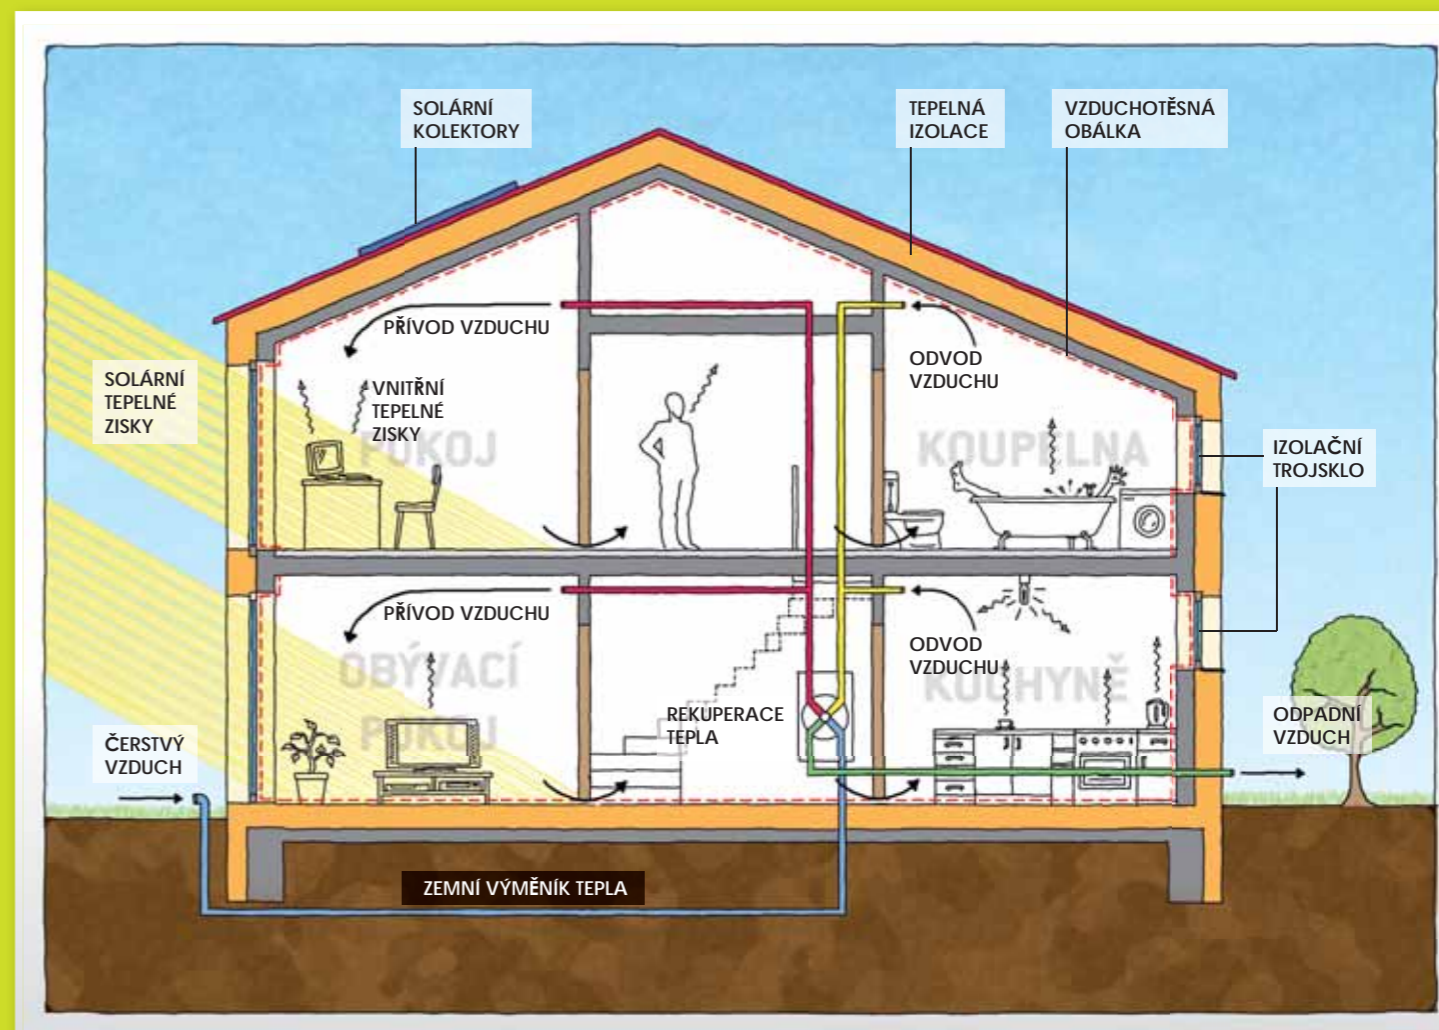 SOLÁRNÍ
KOLEKTORY
TEPELNÁ
IZOLACE
VZDUCHOTĚSNÁ
OBÁLKA
PŘÍVOD VZDUCHU
ODVOD
VZDUCHU
SOLÁRNÍ
TEPELNÉ
ZISKY
VNITŘNÍ
TEPELNÉ
ZISKY
POKOJ
KOUPELNA
IZOLAČNÍ
TROJSKLO
PŘÍVOD VZDUCHU
ODVOD
VZDUCHU
OBÝVACÍ
POKOJ
KUCHYNĚ
REKUPERACE
TEPLA
ČERSTVÝ
VZDUCH
ODPADNÍ
VZDUCH
ZEMNÍ VÝMĚNÍK TEPLA